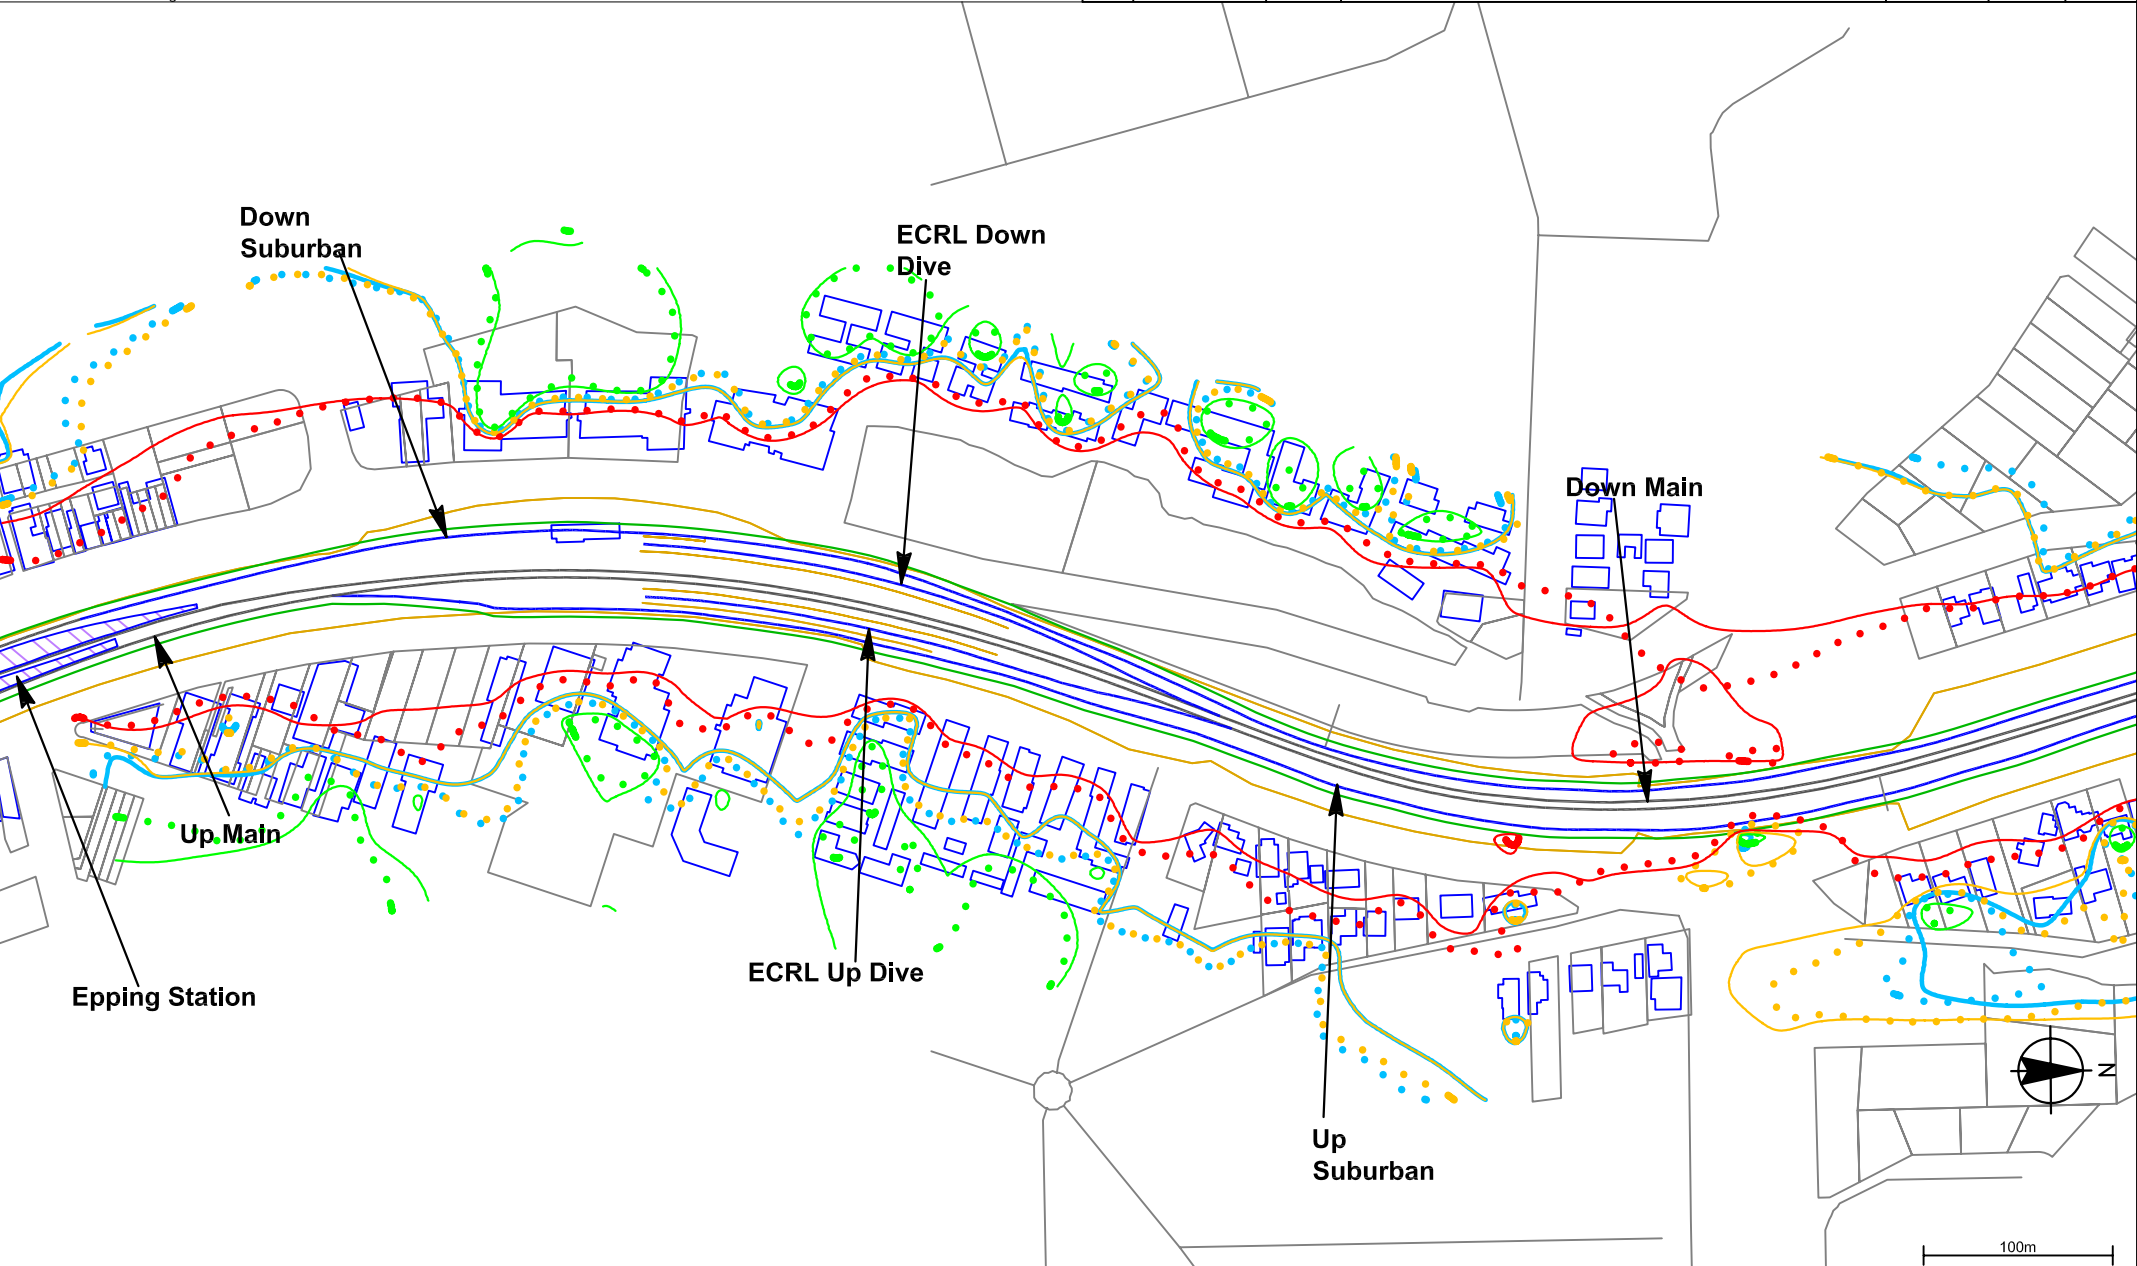 Down
Suburban
ECRL Down
Dive
Down Main
Up Main
ECRL Up Dive
Epping Station
Up
Suburban
N
100m